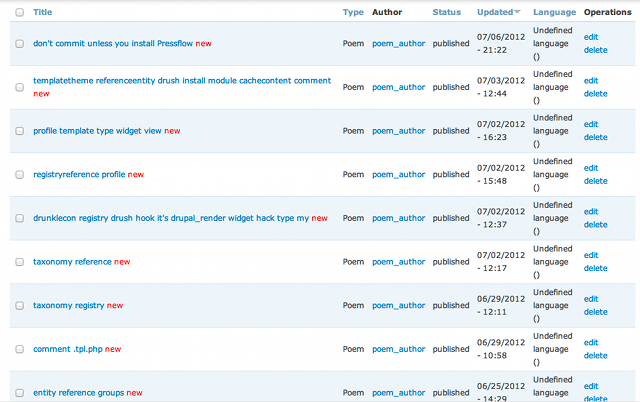 Title Type Author Status Updated Language Operations
don't commit unless you install Pressflow new Poem poem_author published 07/06/2012 - 21:22 Undefined language () edit delete
templatetheme referenceentity drush install module cachecontent comment new Poem poem_author published 07/03/2012 - 12:44 Undefined language () edit delete
profile template type widget view new Poem poem_author published 07/02/2012 - 16:23 Undefined language () edit delete
registryreference profile new Poem poem_author published 07/02/2012 - 15:48 Undefined language () edit delete
drunklecon registry drush hook it's drupal_render widget hack type my new Poem poem_author published 07/02/2012 - 12:37 Undefined language () edit delete
taxonomy reference new Poem poem_author published 07/02/2012 - 12:17 Undefined language () edit delete
taxonomy registry new Poem poem_author published 06/29/2012 - 12:11 Undefined language () edit delete
comment .tpl.php new Poem poem_author published 06/29/2012 - 10:58 Undefined language () edit delete
entity reference groups new Poem poem_author published 06/25/2012 - 14:29 Undefined language edit delete